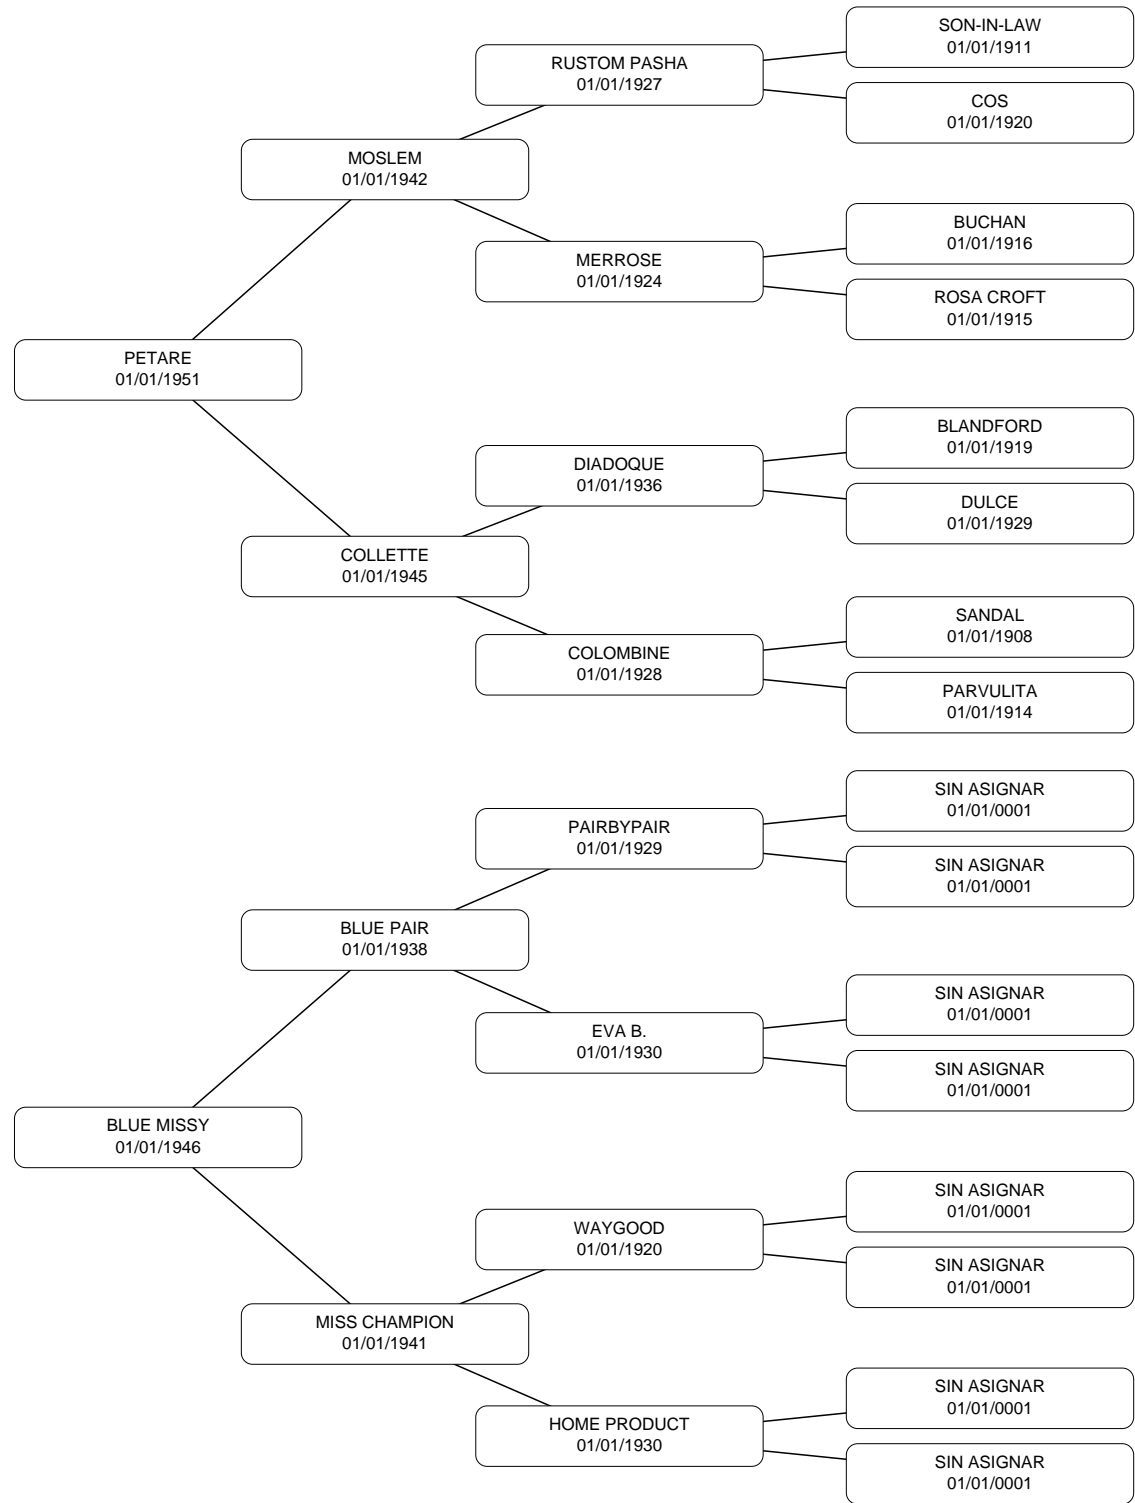 SON-IN-LAW
01/01/1911
RUSTOM PASHA
01/01/1927
COS
01/01/1920
MOSLEM
01/01/1942
BUCHAN
01/01/1916
MERROSE
01/01/1924
ROSA CROFT
01/01/1915
PETARE
01/01/1951
BLANDFORD
01/01/1919
DIADOQUE
01/01/1936
DULCE
01/01/1929
COLLETTE
01/01/1945
SANDAL
01/01/1908
COLOMBINE
01/01/1928
PARVULITA
01/01/1914
SIN ASIGNAR
01/01/0001
PAIRBYPAIR
01/01/1929
SIN ASIGNAR
01/01/0001
BLUE PAIR
01/01/1938
SIN ASIGNAR
01/01/0001
EVA B.
01/01/1930
SIN ASIGNAR
01/01/0001
BLUE MISSY
01/01/1946
SIN ASIGNAR
01/01/0001
WAYGOOD
01/01/1920
SIN ASIGNAR
01/01/0001
MISS CHAMPION
01/01/1941
SIN ASIGNAR
01/01/0001
HOME PRODUCT
01/01/1930
SIN ASIGNAR
01/01/0001